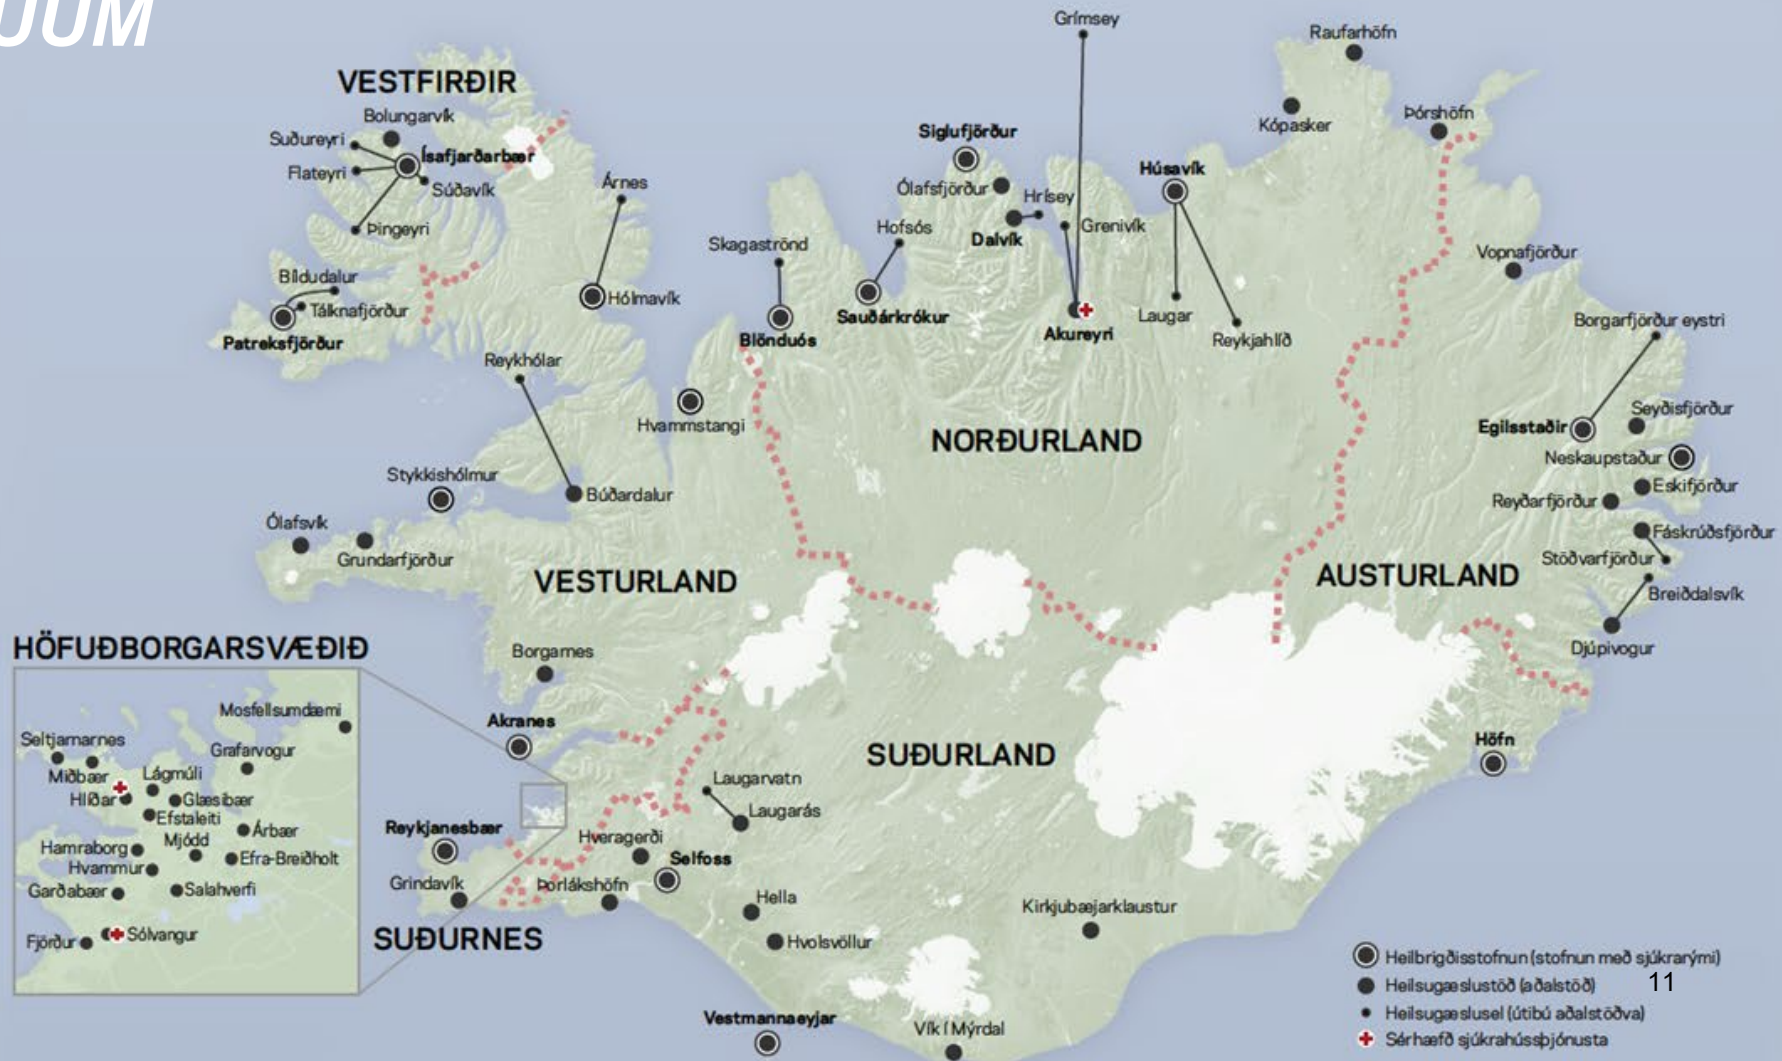 UUM
VESTFIRÐIR
Bolungarvík
Suðureyri
Ísafjarðarbær
Flateyri
Súðavík
Þingeyri
Árnes
Bíldudalur
Tálknafjörður
Patreksfjörður
Hólmavík
Reykhólar
Grímsey
Siglufjörður
Ólafsfjörður
Hrísey
Dalvík
Grenivík
Hofsós
Skagaströnd
Sauðárkrókur
Blönduós
Akureyri
Hvammstangi
Húsavík
Laugar
Reykjahlíð
Raufarhöfn
Kópasker
Þórshöfn
NORÐURLAND
Vopnafjörður
Borgarfjörður eystri
Seyðisfjörður
Egilsstaðir
Neskaupstaður
Eskifjörður
Reyðarfjörður
Fáskrúðsfjörður
Stöðvarfjörður
Breiðdalsvík
Djúpivogur
AUSTURLAND
Stykkishólmur
Búðardalur
Ólafsvík
Grundarfjörður
VESTURLAND
Borgarnes
Akranes
HÖFUÐBORGARSVÆÐIÐ
Mosfellsumdæmi
Seltjarnarnes
Grafarvogur
Miðbær
Lágmúli
Hlíðar
Glæsibær
Efstaleiti
Mjódd
Árbær
Hamraborg
Efra-Breiðholt
Hvammur
Garðabær
Salahverfi
Fjörður
Sólvangur
SUÐURLAND
Höfn
Laugarvatn
Laugarás
Reykjanesbær
Hveragerði
Selfoss
Grindavík
Þorlákshöfn
Hella
Hvolsvöllur
Kirkjubæjarklaustur
SUÐURNES
Vestmannaeyjar
Vík í Mýrdal
Heilbrigðisstofnun (stofnun með sjúkrarými)
Heilsugæslustöð (aðalstöð)
11
Heilsugæslusel (útibú aðalstöðva)
Sérhæfð sjúkrahússþjónusta